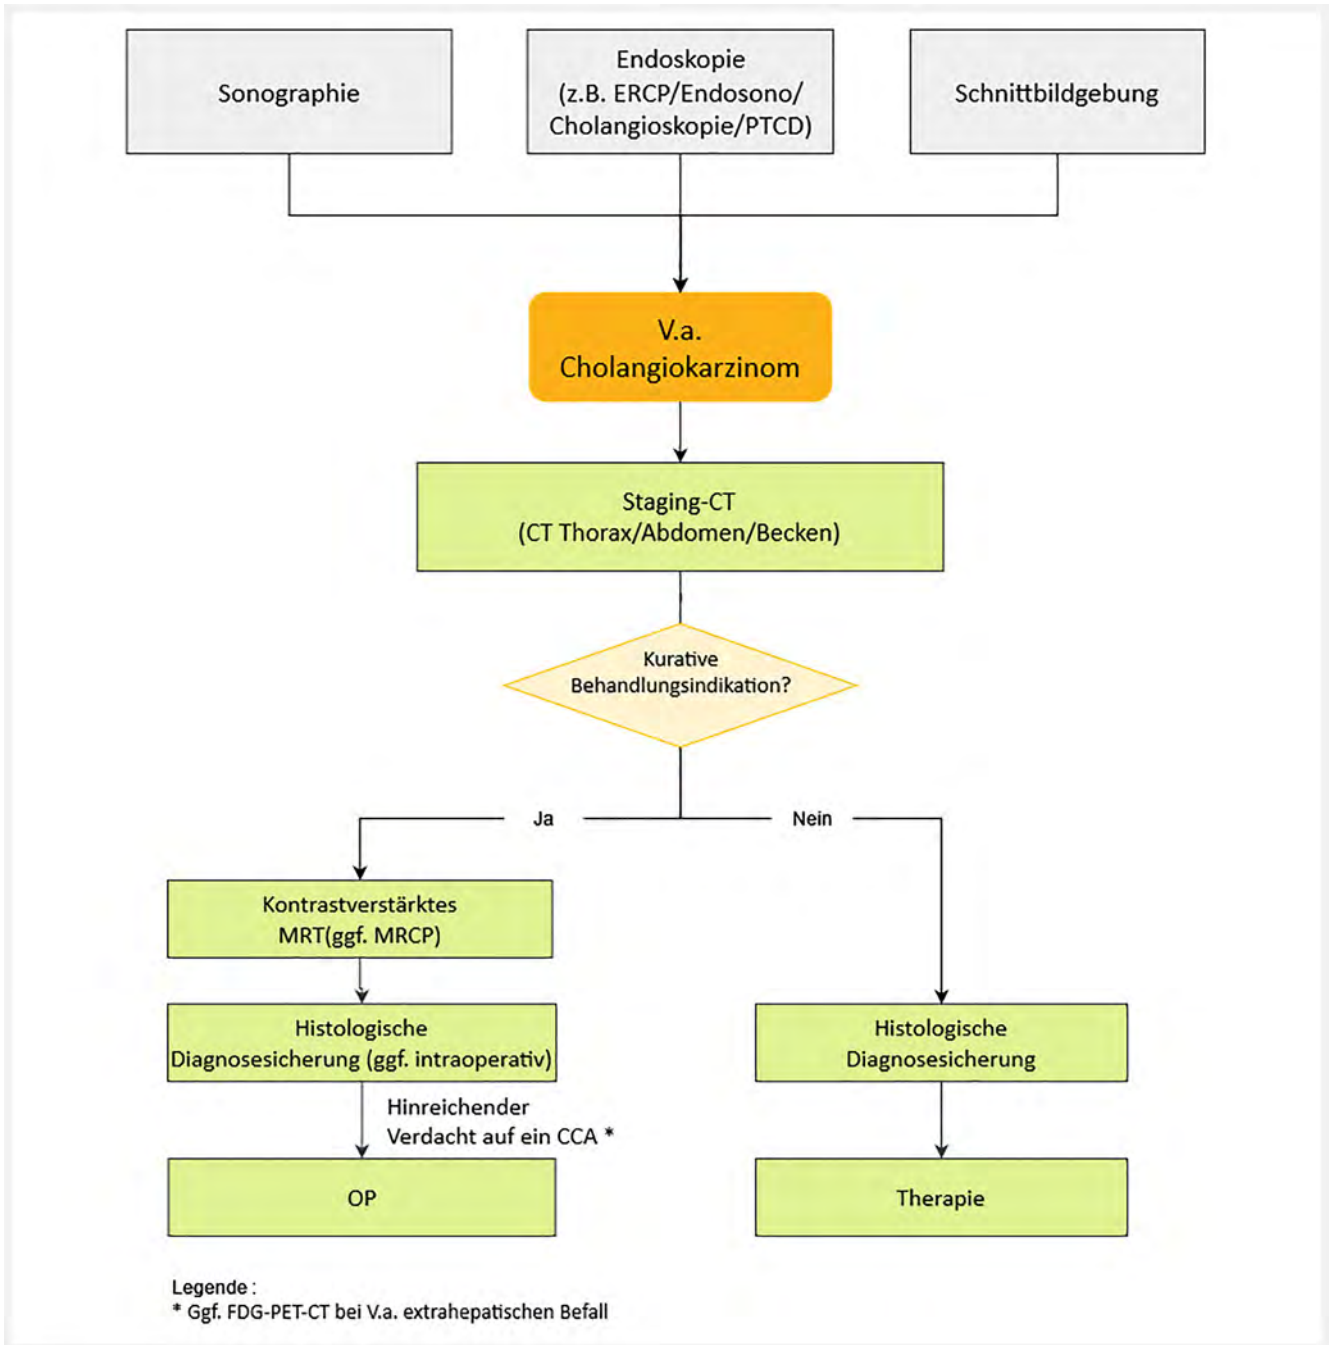 Sonographie
Endoskopie
(z.B. ERCP/Endosono/
Cholangioskopie/PTCD)
Schnittbildgebung
V.a.
Cholangiokarzinom
Staging-CT
(CT Thorax/Abdomen/Becken)
Kurative
Behandlungsindikation?
Ja
Nein
Kontrastverstärktes
MRT(ggf. MRCP)
Histologische
Diagnosesicherung (ggf. intraoperativ)
Histologische
Diagnosesicherung
Hinreichender
Verdacht auf ein CCA *
OP
Therapie
Legende :
* Ggf. FDG-PET-CT bei V.a. extrahepatischen Befall